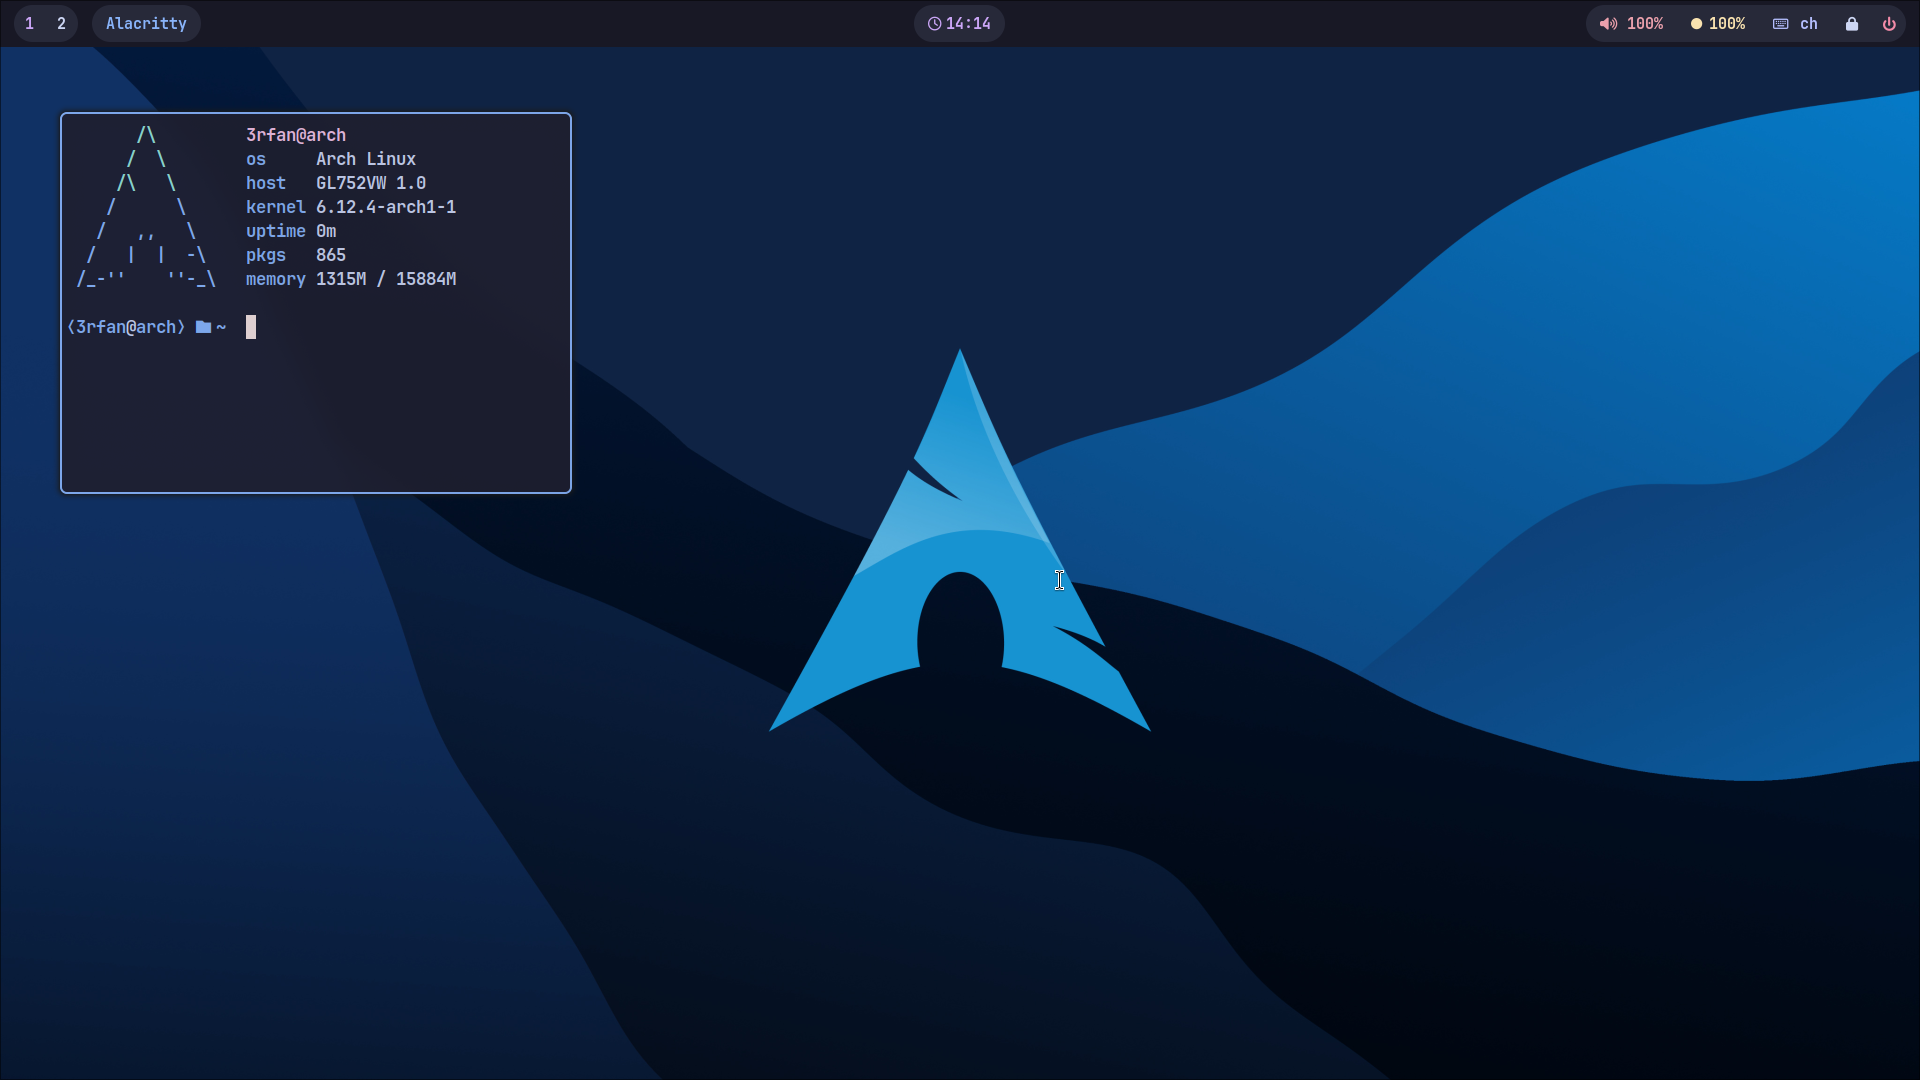 1 2 Alacritty 14:14 100% 100% ch
/\ 3rfan@arch
/ \ os Arch Linux
/\ \ host GL752VW 1.0
/ \ kernel 6.12.4-arch1-1
/ ,, \ uptime 0m
/ | | -\ pkgs 865
/_-'' ''-_\ memory 1315M / 15884M
⟨3rfan@arch⟩ ~